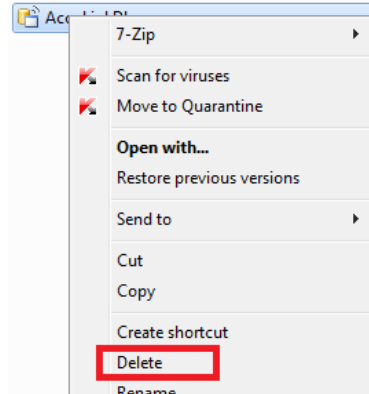 7-Zip
Scan for viruses
Move to Quarantine
Open with...
Restore previous versions
Send to
Cut
Copy
Create shortcut
Delete
Rename